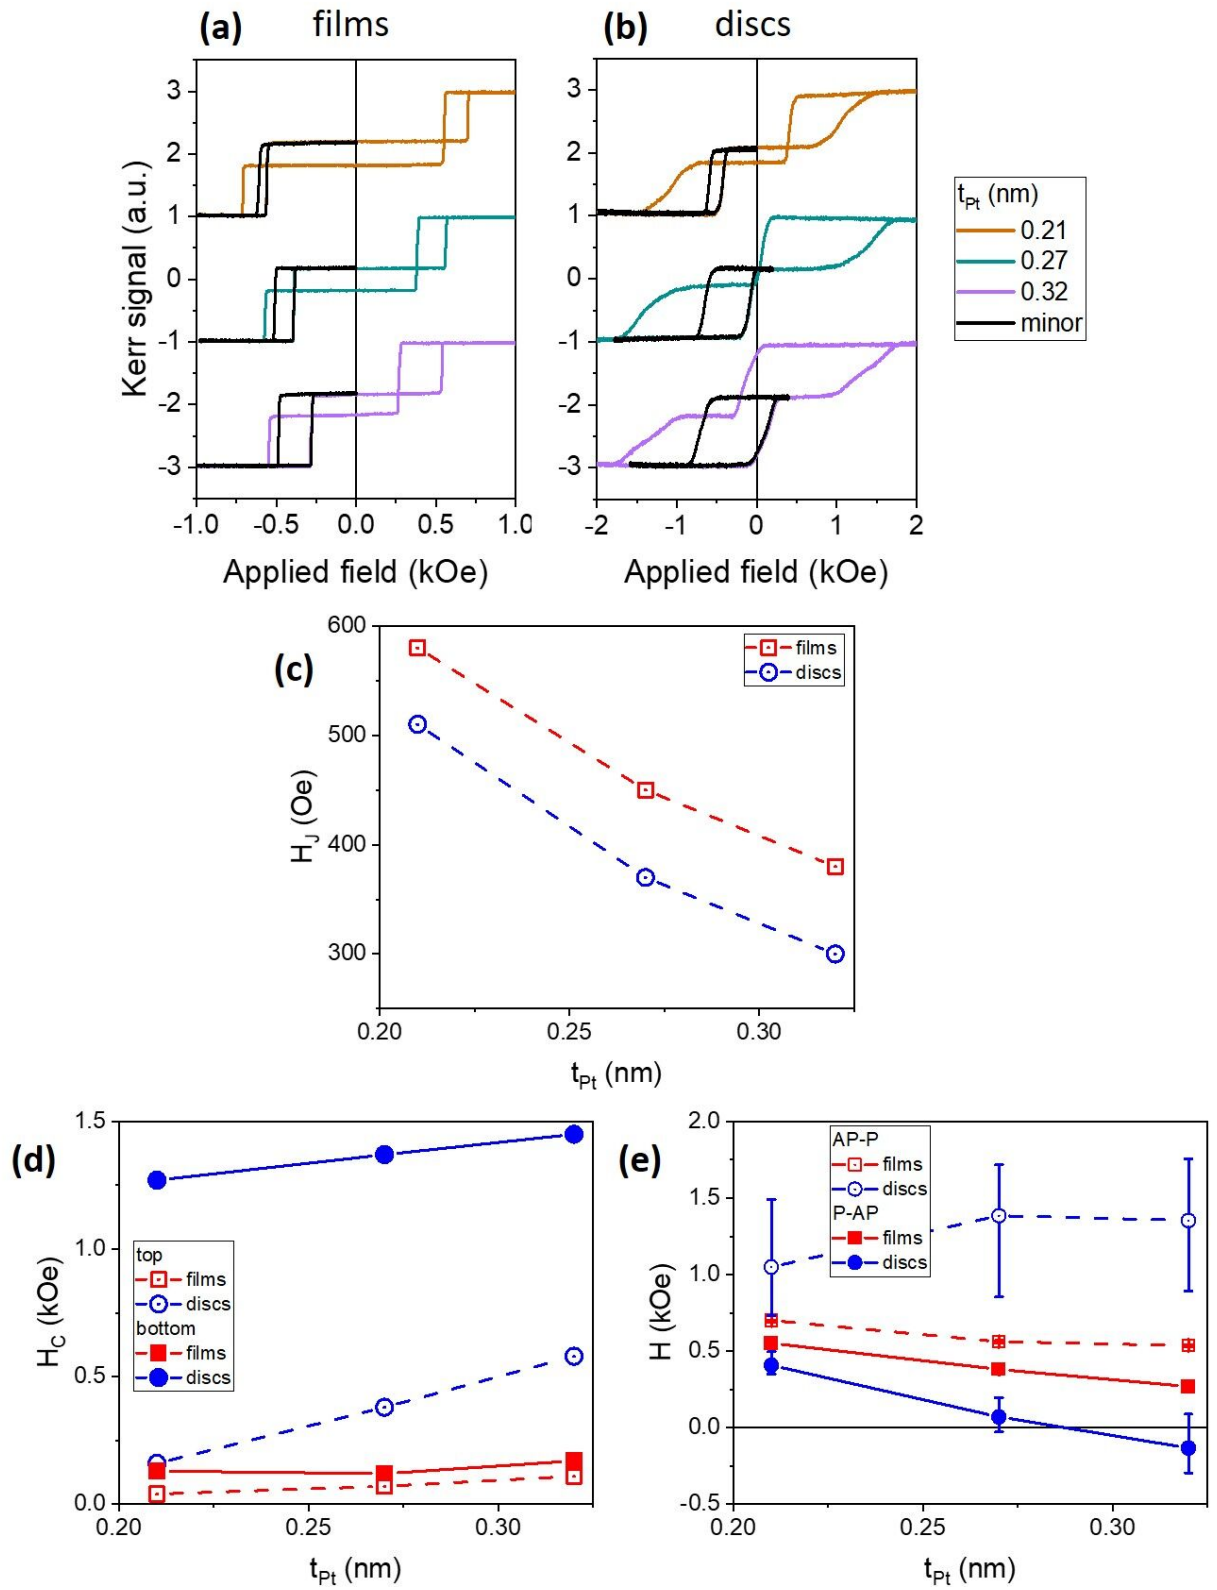 (a) films
(b) discs
Kerr signal (a.u.)
3
2
1
0
-1
-2
-3
-1.0 -0.5 0.0 0.5 1.0
Applied field (kOe)
3
2
1
0
-1
-2
-3
-2 -1 0 1 2
Applied field (kOe)
tPt (nm)
0.21
0.27
0.32
minor
(c)
HJ (Oe)
600
500
400
300
0.20 0.25 0.30
tPt (nm)
films
discs
(d)
HC (kOe)
1.5
1.0
0.5
0.0
0.20 0.25 0.30
tPt (nm)
top
films
discs
bottom
films
discs
(e)
H (kOe)
2.0
1.5
1.0
0.5
0.0
-0.5
0.20 0.25 0.30
tPt (nm)
AP-P
films
discs
P-AP
films
discs